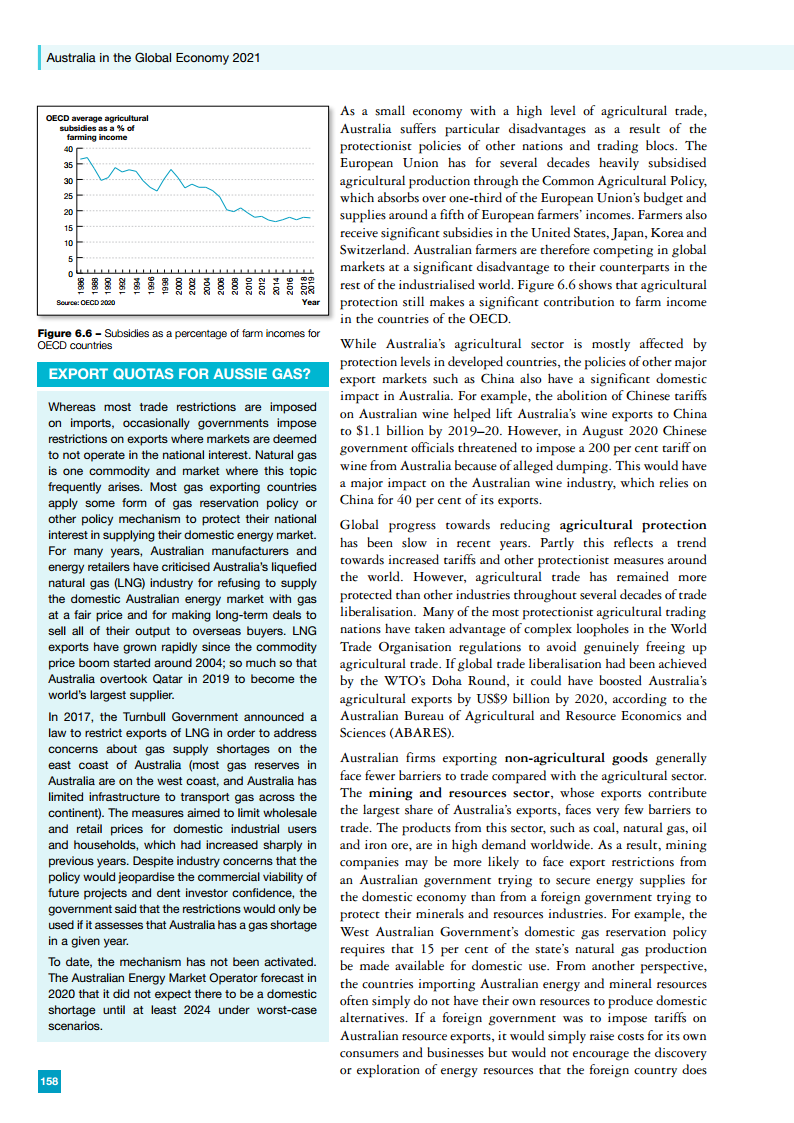 Australia in the Global Economy 2021
OECD average agricultural
subsidies as a % of
farming income
40
35
30
25
20
15
10
5
0
1986
1988
1990
1992
1994
1996
1998
2000
2002
2004
2006
2008
2010
2012
2014
2016
2018
2019
Source: OECD 2020
Year
Figure 6.6 – Subsidies as a percentage of farm incomes for
OECD countries
EXPORT QUOTAS FOR AUSSIE GAS?
Whereas most trade restrictions are imposed
on imports, occasionally governments impose
restrictions on exports where markets are deemed
to not operate in the national interest. Natural gas
is one commodity and market where this topic
frequently arises. Most gas exporting countries
apply some form of gas reservation policy or
other policy mechanism to protect their national
interest in supplying their domestic energy market.
For many years, Australian manufacturers and
energy retailers have criticised Australia's liquefied
natural gas (LNG) industry for refusing to supply
the domestic Australian energy market with gas
at a fair price and for making long-term deals to
sell all of their output to overseas buyers. LNG
exports have grown rapidly since the commodity
price boom started around 2004; so much so that
Australia overtook Qatar in 2019 to become the
world's largest supplier.
In 2017, the Turnbull Government announced a
law to restrict exports of LNG in order to address
concerns about gas supply shortages on the
east coast of Australia (most gas reserves in
Australia are on the west coast, and Australia has
limited infrastructure to transport gas across the
continent). The measures aimed to limit wholesale
and retail prices for domestic industrial users
and households, which had increased sharply in
previous years. Despite industry concerns that the
policy would jeopardise the commercial viability of
future projects and dent investor confidence, the
government said that the restrictions would only be
used if it assesses that Australia has a gas shortage
in a given year.
To date, the mechanism has not been activated.
The Australian Energy Market Operator forecast in
2020 that it did not expect there to be a domestic
shortage until at least 2024 under worst-case
scenarios.
As a small economy with a high level of agricultural trade,
Australia suffers particular disadvantages as a result of the
protectionist policies of other nations and trading blocs. The
European Union has for several decades heavily subsidised
agricultural production through the Common Agricultural Policy,
which absorbs over one-third of the European Union's budget and
supplies around a fifth of European farmers' incomes. Farmers also
receive significant subsidies in the United States, Japan, Korea and
Switzerland. Australian farmers are therefore competing in global
markets at a significant disadvantage to their counterparts in the
rest of the industrialised world. Figure 6.6 shows that agricultural
protection still makes a significant contribution to farm income
in the countries of the OECD.
While Australia's agricultural sector is mostly affected by
protection levels in developed countries, the policies of other major
export markets such as China also have a significant domestic
impact in Australia. For example, the abolition of Chinese tariffs
on Australian wine helped lift Australia's wine exports to China
to $1.1 billion by 2019–20. However, in August 2020 Chinese
government officials threatened to impose a 200 per cent tariff on
wine from Australia because of alleged dumping. This would have
a major impact on the Australian wine industry, which relies on
China for 40 per cent of its exports.
Global progress towards reducing agricultural protection
has been slow in recent years. Partly this reflects a trend
towards increased tariffs and other protectionist measures around
the world. However, agricultural trade has remained more
protected than other industries throughout several decades of trade
liberalisation. Many of the most protectionist agricultural trading
nations have taken advantage of complex loopholes in the World
Trade Organisation regulations to avoid genuinely freeing up
agricultural trade. If global trade liberalisation had been achieved
by the WTO's Doha Round, it could have boosted Australia's
agricultural exports by US$9 billion by 2020, according to the
Australian Bureau of Agricultural and Resource Economics and
Sciences (ABARES).
Australian firms exporting non-agricultural goods generally
face fewer barriers to trade compared with the agricultural sector.
The mining and resources sector, whose exports contribute
the largest share of Australia's exports, faces very few barriers to
trade. The products from this sector, such as coal, natural gas, oil
and iron ore, are in high demand worldwide. As a result, mining
companies may be more likely to face export restrictions from
an Australian government trying to secure energy supplies for
the domestic economy than from a foreign government trying to
protect their minerals and resources industries. For example, the
West Australian Government's domestic gas reservation policy
requires that 15 per cent of the state's natural gas production
be made available for domestic use. From another perspective,
the countries importing Australian energy and mineral resources
often simply do not have their own resources to produce domestic
alternatives. If a foreign government was to impose tariffs on
Australian resource exports, it would simply raise costs for its own
consumers and businesses but would not encourage the discovery
or exploration of energy resources that the foreign country does
158